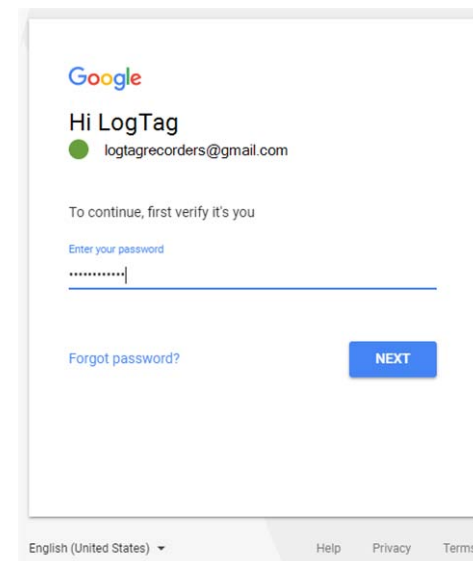 Google
Hi LogTag
logtagrecorders@gmail.com
To continue, first verify it's you
Enter your password
••••••••••••
Forgot password?
NEXT
English (United States)
Help Privacy Terms